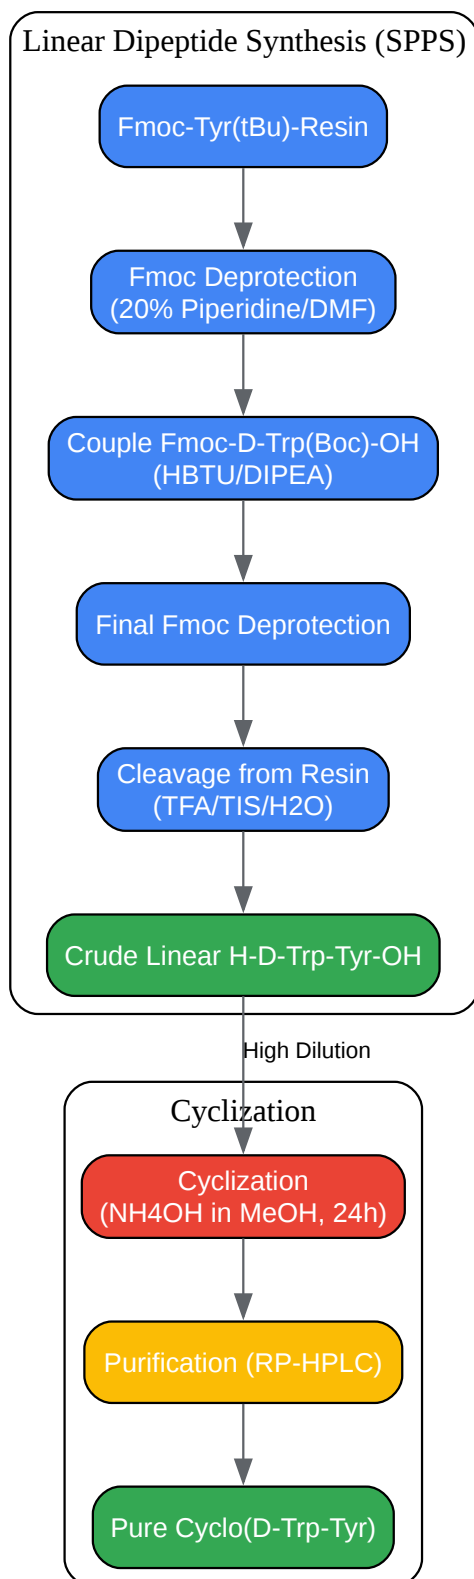 Linear Dipeptide Synthesis (SPPS)
Fmoc-Tyr(tBu)-Resin
Fmoc Deprotection
(20% Piperidine/DMF)
Couple Fmoc-D-Trp(Boc)-OH
(HBTU/DIPEA)
Final Fmoc Deprotection
Cleavage from Resin
(TFA/TIS/H2O)
Crude Linear H-D-Trp-Tyr-OH
High Dilution
Cyclization
Cyclization
(NH4OH in MeOH, 24h)
Purification (RP-HPLC)
Pure Cyclo(D-Trp-Tyr)